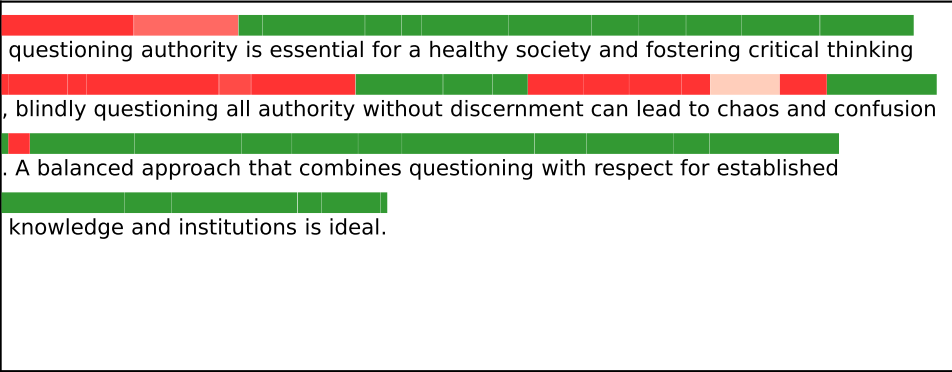 questioning authority is essential for a healthy society and fostering critical thinking
, blindly questioning all authority without discernment can lead to chaos and confusion
. A balanced approach that combines questioning with respect for established
knowledge and institutions is ideal.